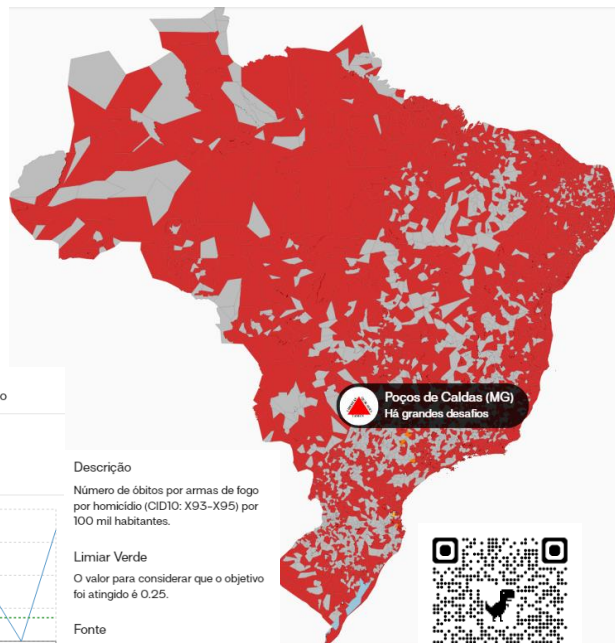 Poços de Caldas (MG)
Há grandes desafios
o
Descrição
Número de óbitos por armas de fogo
por homicídio (CID10: X93-X95) por
100 mil habitantes.
Limiar Verde
O valor para considerar que o objetivo
foi atingido é 0.25.
Fonte